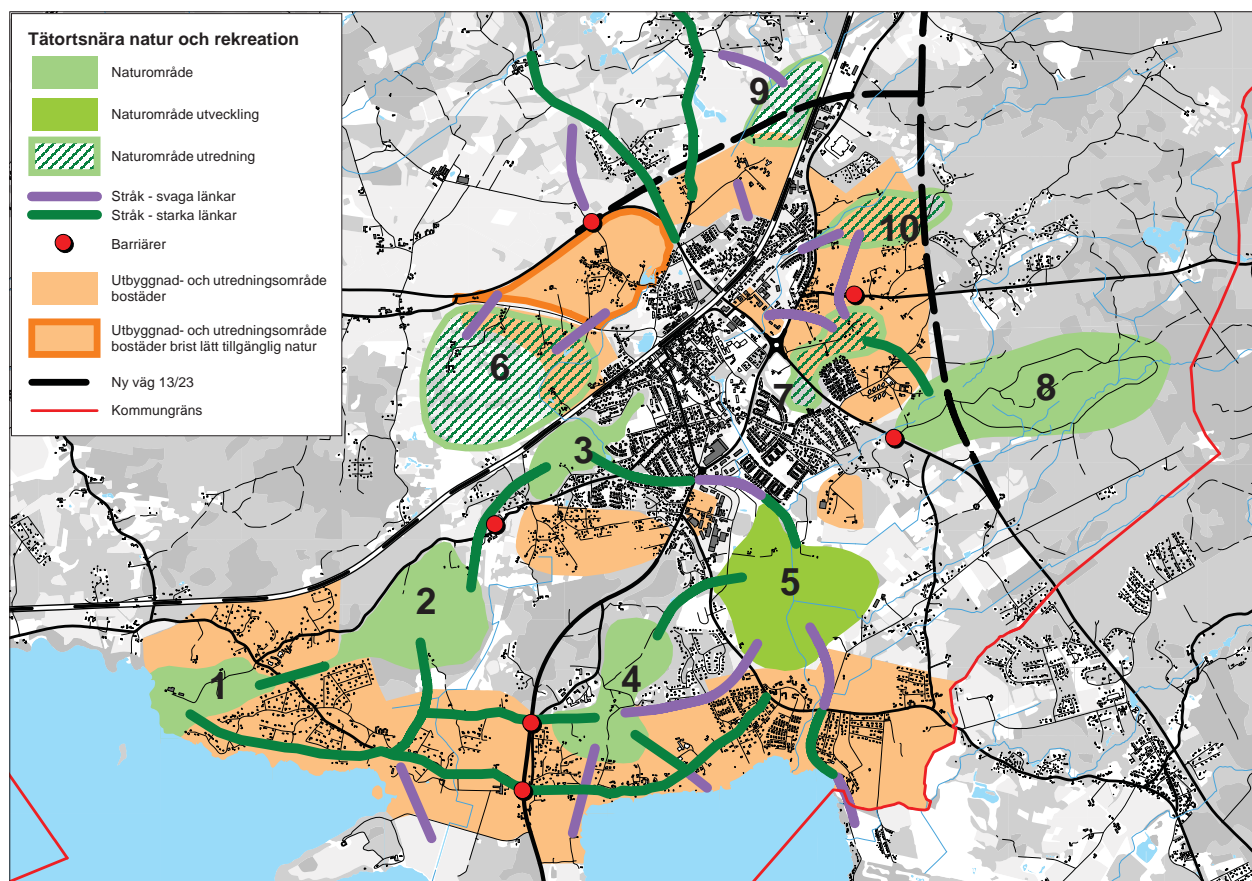 Tätortsnära natur och rekreation
Naturområde
Naturområde utveckling
Naturområde utredning
Stråk - svaga länkar
Stråk - starka länkar
Barriärer
Utbyggnad- och utredningsområde
bostäder
Utbyggnad- och utredningsområde
bostäder brist lätt tillgänglig natur
Ny väg 13/23
Kommungräns
9
10
6
7
8
3
2
5
1
4